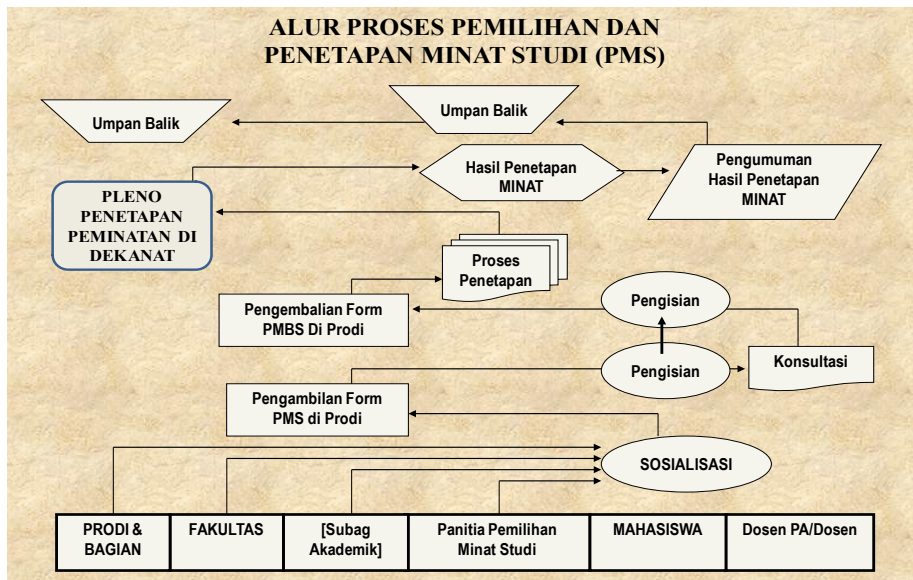 ALUR PROSES PEMILIHAN DAN
PENETAPAN MINAT STUDI (PMS)
Umpan Balik
Umpan Balik
Hasil Penetapan
MINAT
Pengumuman
Hasil Penetapan
MINAT
PLENO
PENETAPAN
PEMINATAN DI
DEKANAT
Proses
Penetapan
Pengembalian Form
PMBS Di Prodi
Pengisian
Pengisian
Konsultasi
Pengambilan Form
PMS di Prodi
SOSIALISASI
PRODI &
BAGIAN
FAKULTAS
[Subag
Akademik]
Panitia Pemilihan
Minat Studi
MAHASISWA
Dosen PA/Dosen